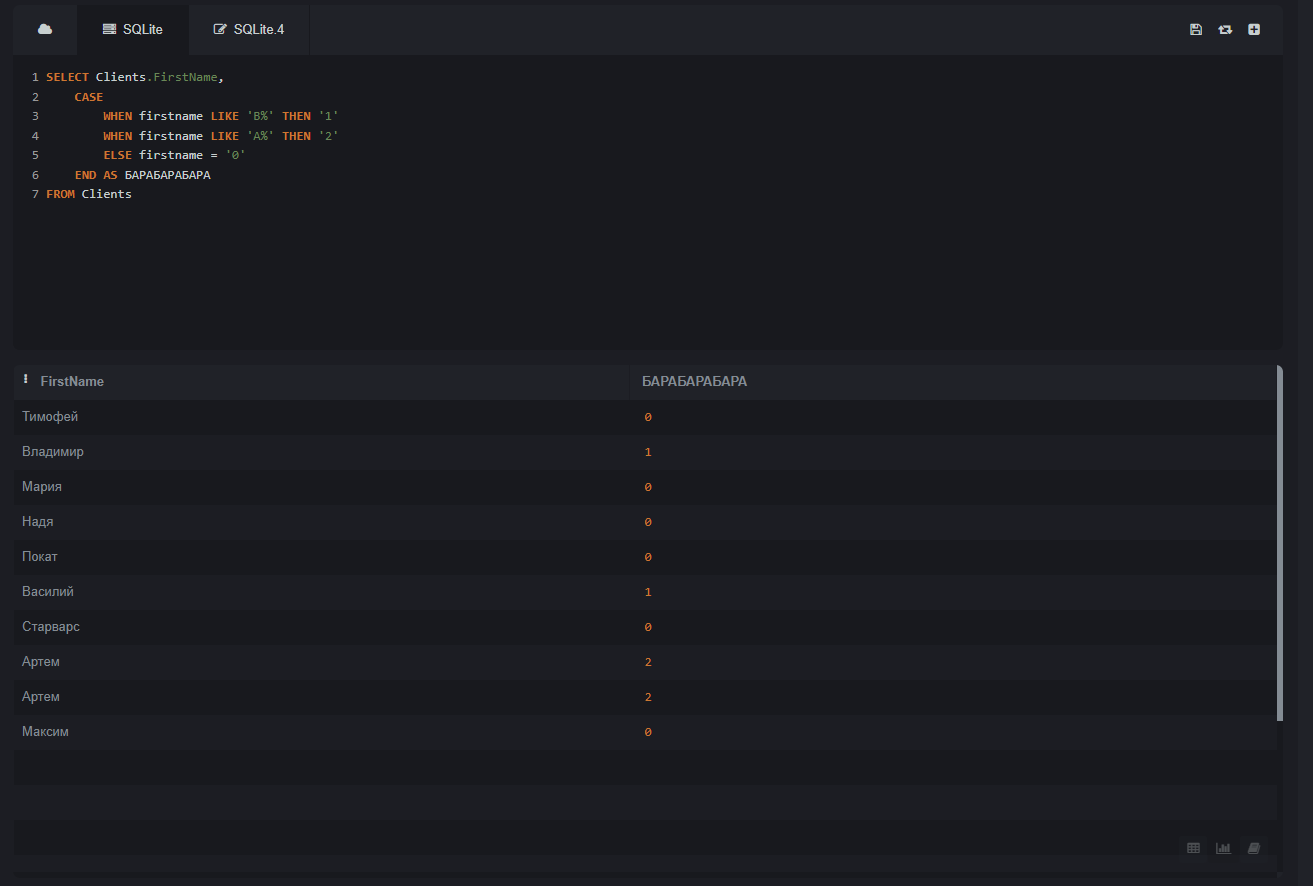 SQLite SQLite.4
1 SELECT Clients.FirstName,
2 CASE
3 WHEN firstname LIKE 'В%' THEN '1'
4 WHEN firstname LIKE 'А%' THEN '2'
5 ELSE firstname = '0'
6 END AS БАРАБАРАБАРА
7 FROM Clients
FirstName БАРАБАРАБАРА
Тимофей 0
Владимир 1
Мария 0
Надя 0
Покат 0
Василий 1
Старварс 0
Артем 2
Артем 2
Максим 0